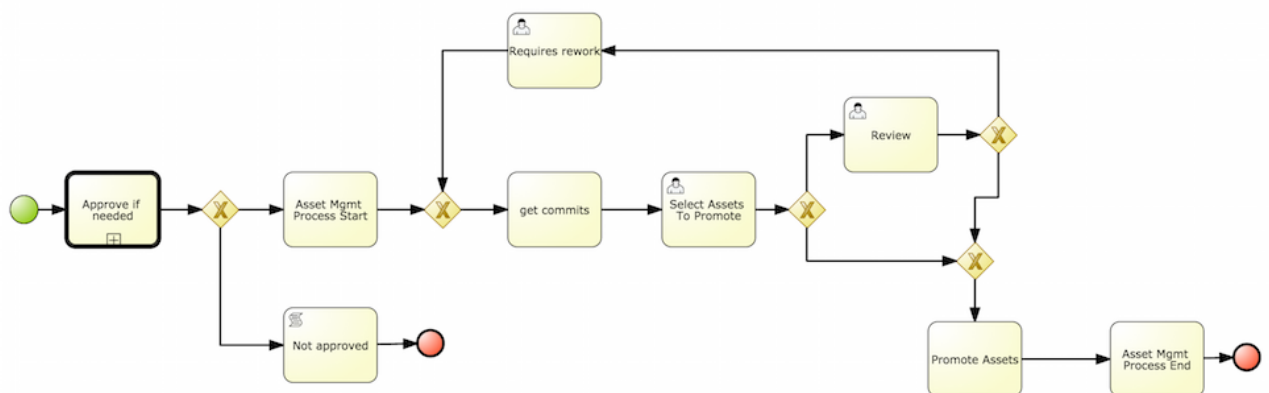 Requires rework
Review
Approve if
needed
Asset Mgmt
Process Start
get commits
Select Assets
To Promote
Not approved
Promote Assets
Asset Mgmt
Process End